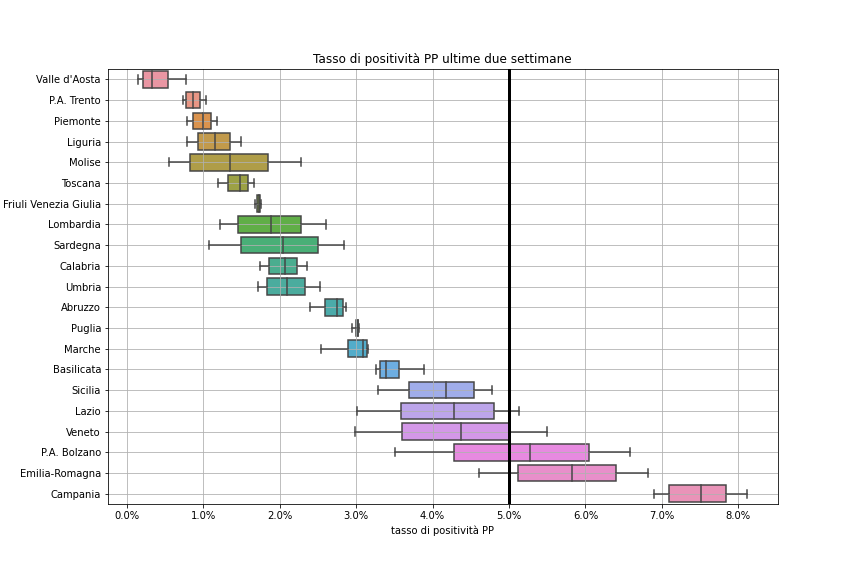 Tasso di positività PP ultime due settimane
Valle d'Aosta
P.A. Trento
Piemonte
Liguria
Molise
Toscana
Friuli Venezia Giulia
Lombardia
Sardegna
Calabria
Umbria
Abruzzo
Puglia
Marche
Basilicata
Sicilia
Lazio
Veneto
P.A. Bolzano
Emilia-Romagna
Campania
0.0% 1.0% 2.0% 3.0% 4.0% 5.0% 6.0% 7.0% 8.0%
tasso di positività PP